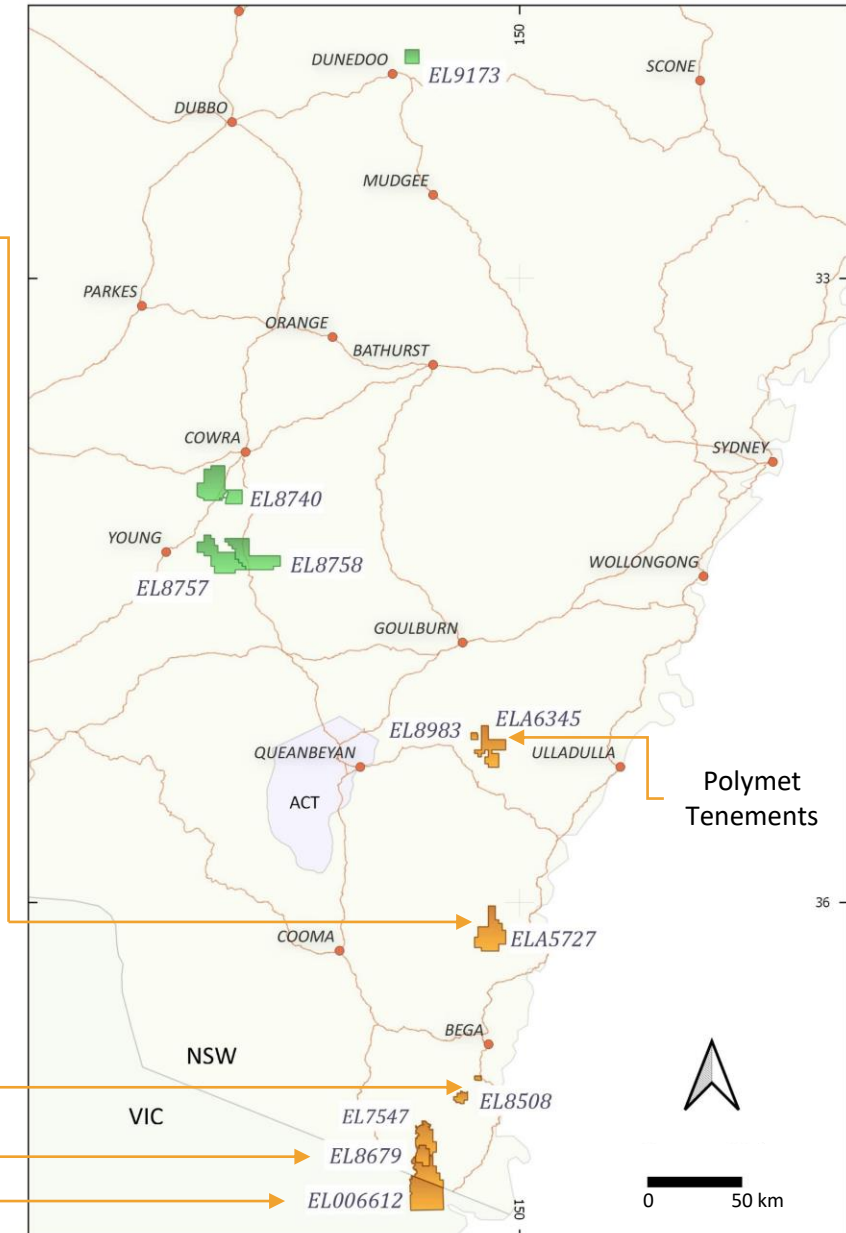 150
DUNEDOO
EL9173
SCONE
DUBBO
MUDGEE
33
PARKES
ORANGE
BATHURST
COWRA
SYDNEY
EL8740
YOUNG
EL8758
WOLLONGONG
EL8757
GOULBURN
ELA6345
EL8983
QUEANBEYAN
ULLADULLA
ACT
Polymet
Tenements
36
COOMA
ELA5727
BEGA
NSW
EL8508
VIC
EL7547
EL8679
EL006612
0 50 km
150